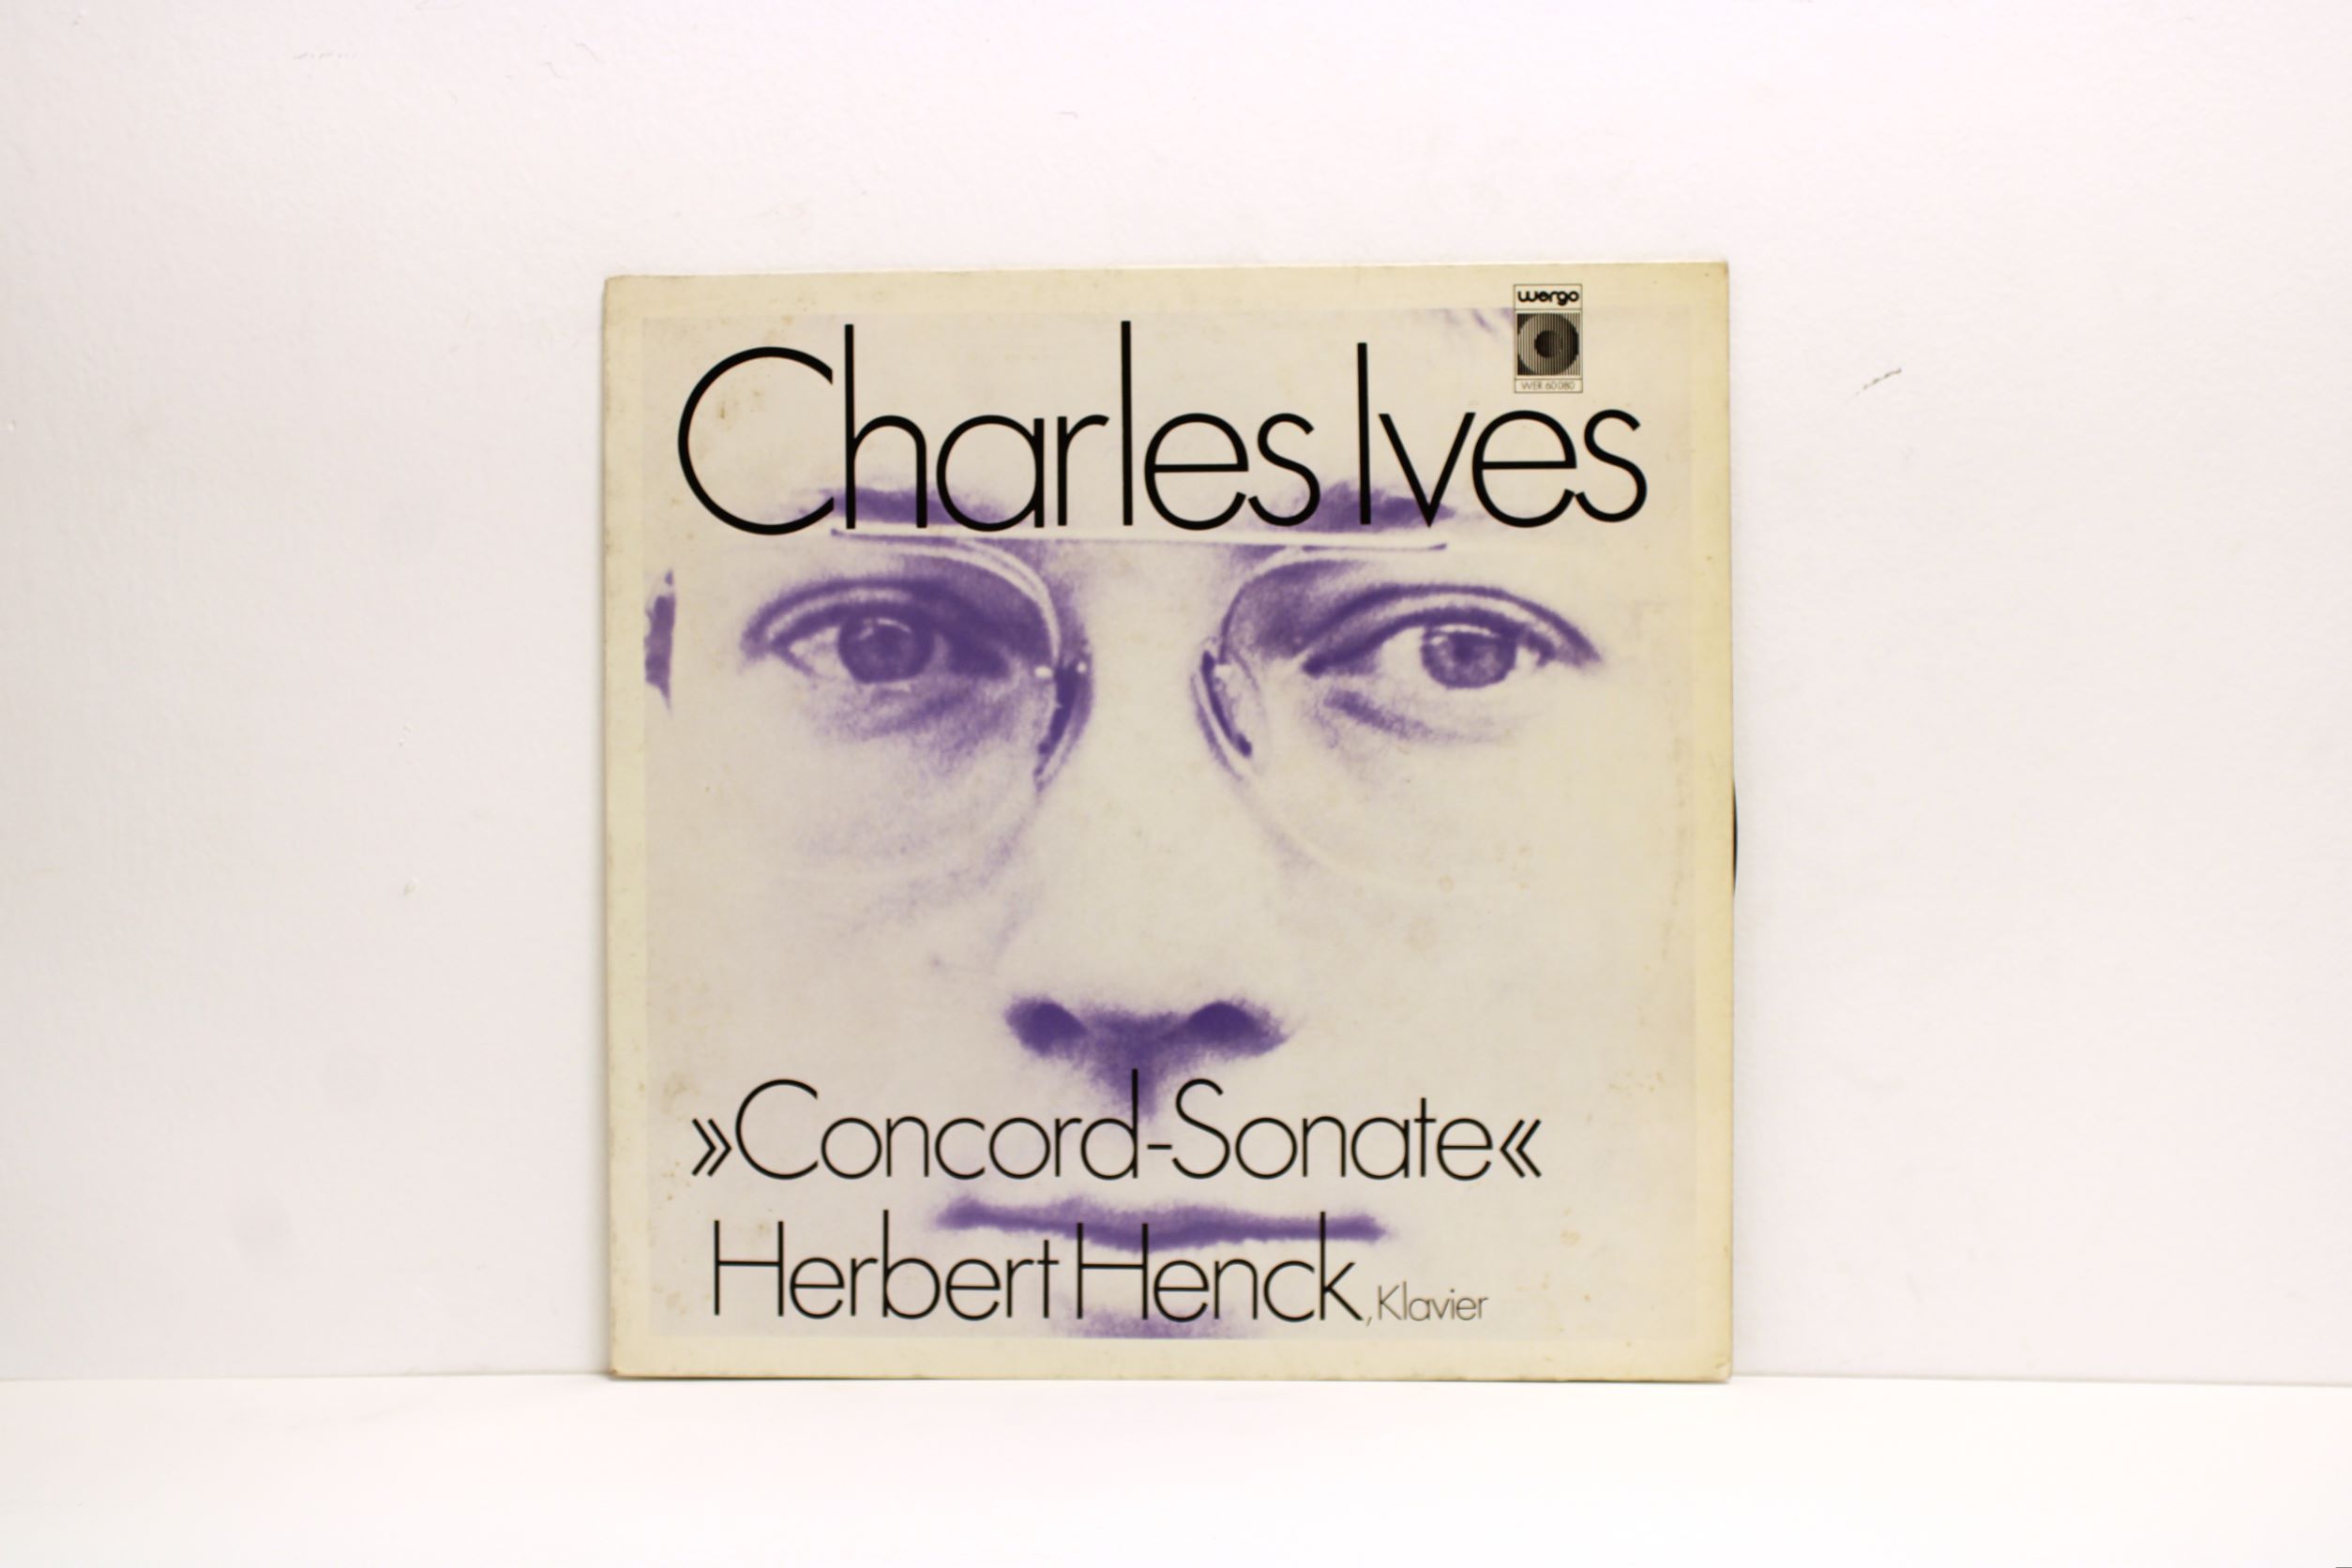 wergo
WER 60080
Charles Ives
»Concord-Sonate«
Herbert Henck, Klavier